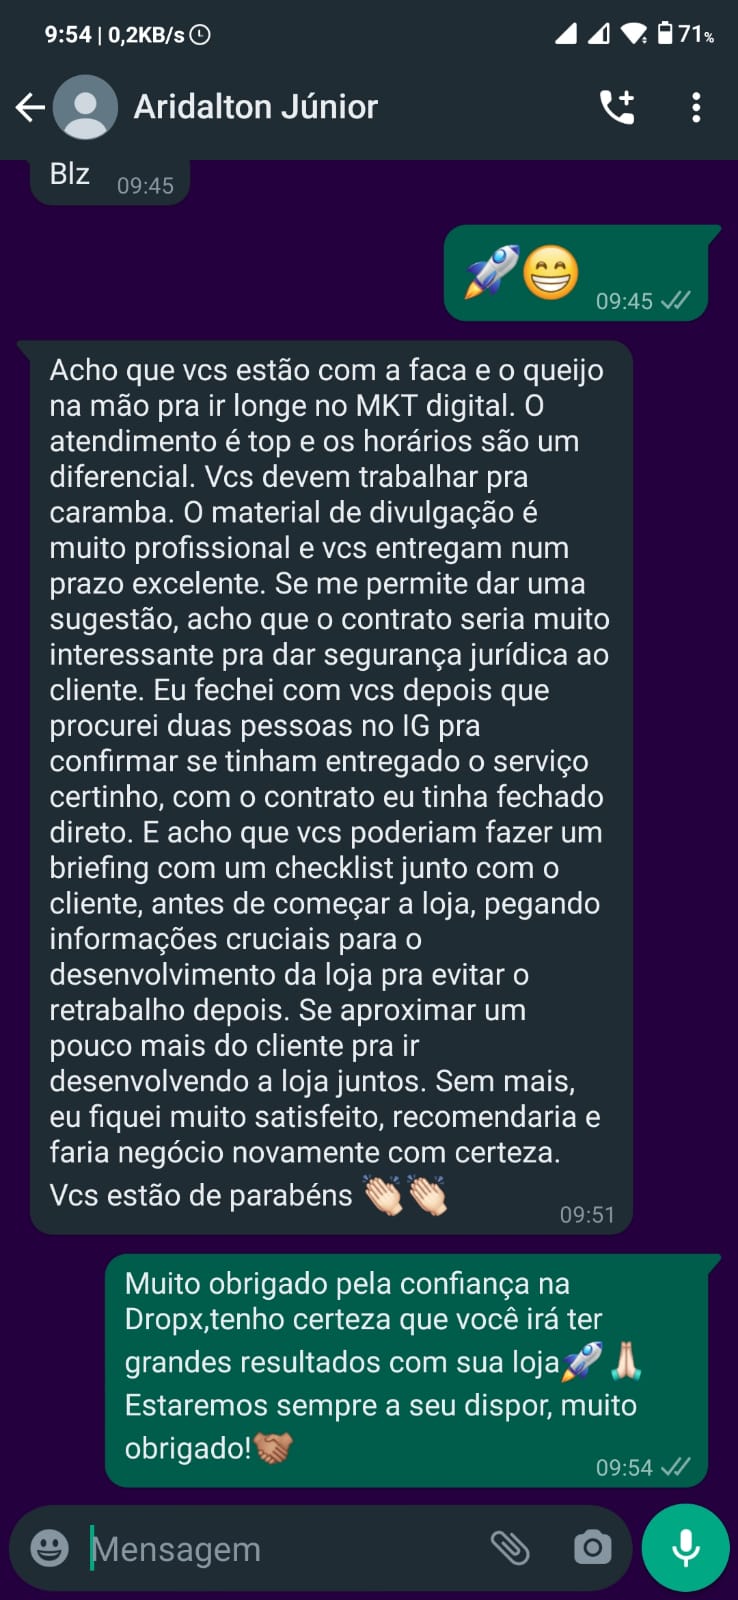 9:54 | 0,2KB/s
71%
Aridalton Júnior
Blz 09:45
🚀😁 09:45
Acho que vcs estão com a faca e o queijo
na mão pra ir longe no MKT digital. O
atendimento é top e os horários são um
diferencial. Vcs devem trabalhar pra
caramba. O material de divulgação é
muito profissional e vcs entregam num
prazo excelente. Se me permite dar uma
sugestão, acho que o contrato seria muito
interessante pra dar segurança jurídica ao
cliente. Eu fechei com vcs depois que
procurei duas pessoas no IG pra
confirmar se tinham entregado o serviço
certinho, com o contrato eu tinha fechado
direto. E acho que vcs poderiam fazer um
briefing com um checklist junto com o
cliente, antes de começar a loja, pegando
informações cruciais para o
desenvolvimento da loja pra evitar o
retrabalho depois. Se aproximar um
pouco mais do cliente pra ir
desenvolvendo a loja juntos. Sem mais,
eu fiquei muito satisfeito, recomendaria e
faria negócio novamente com certeza.
Vcs estão de parabéns 👏🏻👏🏻
09:51
Muito obrigado pela confiança na
Dropx,tenho certeza que você irá ter
grandes resultados com sua loja🚀🙏🏻
Estaremos sempre a seu dispor, muito
obrigado!🤝🏽
09:54
Mensagem